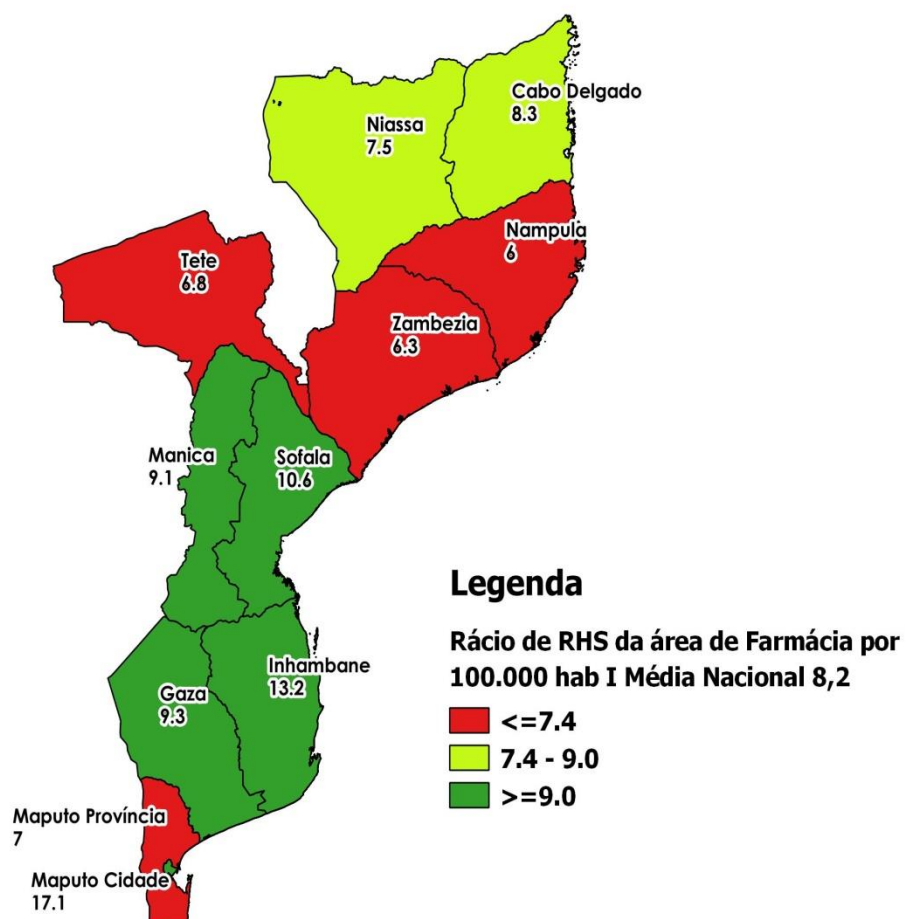 Cabo Delgado
8.3
Niassa
7.5
Nampula
6
Tete
6.8
Zambezia
6.3
Manica
9.1
Sofala
10.6
Inhambane
13.2
Gaza
9.3
Maputo Província
7
Maputo Cidade
17.1
Legenda
Rácio de RHS da área de Farmácia por
100.000 hab I Média Nacional 8,2
<=7.4
7.4 - 9.0
>=9.0